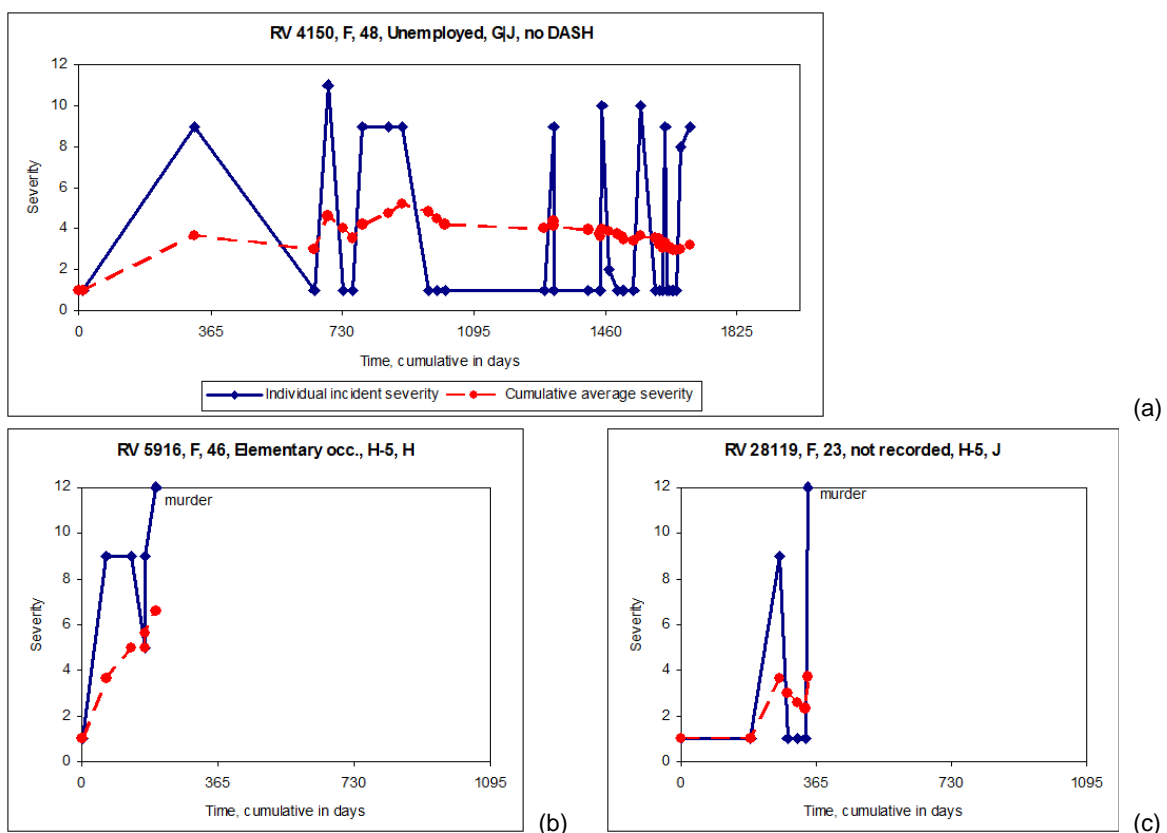 RV 4150, F, 48, Unemployed, G|J, no DASH
12
10
8
6
4
2
0
Severity
0 365 730 1095 1460 1825
Time, cumulative in days
Individual incident severity Cumulative average severity
(a)
RV 5916, F, 46, Elementary occ., H-5, H
12
10
8
6
4
2
0
Severity
murder
0 365 730 1095
Time, cumulative in days
(b)
RV 28119, F, 23, not recorded, H-5, J
12
10
8
6
4
2
0
Severity
murder
0 365 730 1095
Time, cumulative in days
(c)